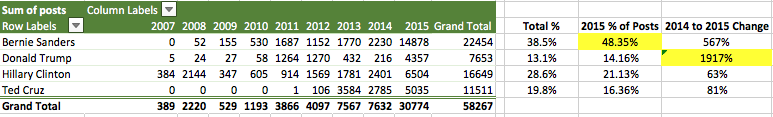 Sum of posts Column Labels
Row Labels 2007 2008 2009 2010 2011 2012 2013 2014 2015 Grand Total Total % 2015 % of Posts 2014 to 2015 Change
Bernie Sanders 0 52 155 530 1687 1152 1770 2230 14878 22454 38.5% 48.35% 567%
Donald Trump 5 24 27 58 1264 1270 432 216 4357 7653 13.1% 14.16% 1917%
Hillary Clinton 384 2144 347 605 914 1569 1781 2401 6504 16649 28.6% 21.13% 63%
Ted Cruz 0 0 0 0 1 106 3584 2785 5035 11511 19.8% 16.36% 81%
Grand Total 389 2220 529 1193 3866 4097 7567 7632 30774 58267